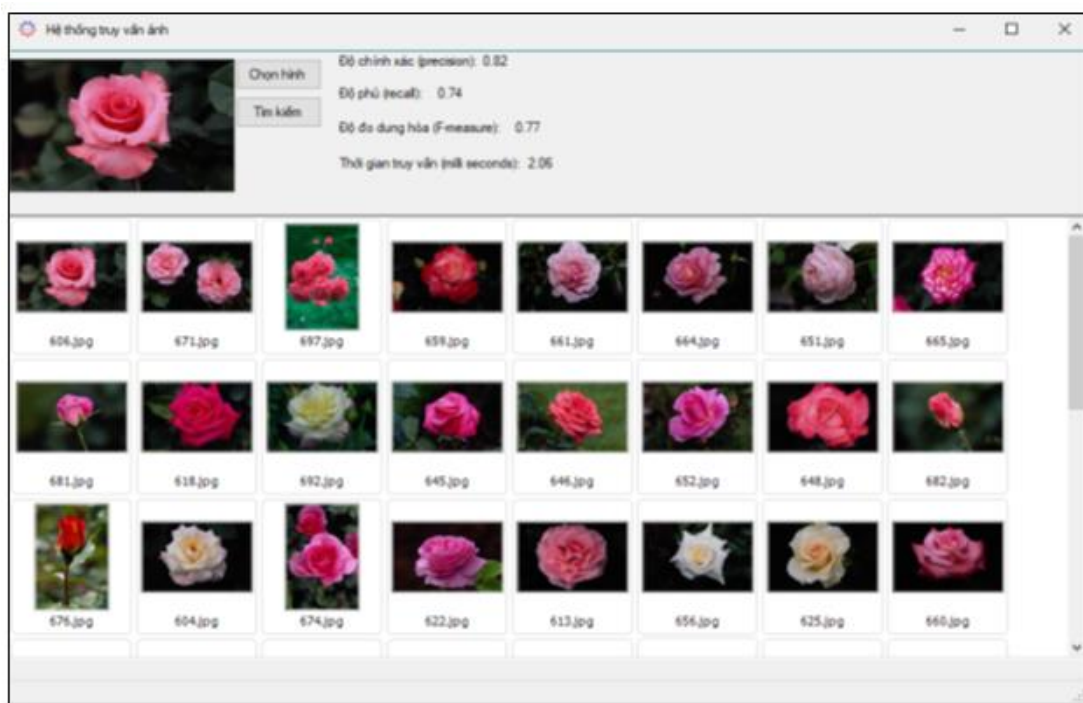 Hệ thống truy vấn ảnh
Chọn hình
Tìm kiếm
Độ chính xác (precision): 0.82
Độ phủ (recall): 0.74
Độ đo dung hòa (F-measure): 0.77
Thời gian truy vấn (milli seconds): 2.06
606.jpg 671.jpg 697.jpg 659.jpg 661.jpg 664.jpg 651.jpg 665.jpg
681.jpg 618.jpg 692.jpg 645.jpg 646.jpg 652.jpg 648.jpg 682.jpg
676.jpg 604.jpg 674.jpg 622.jpg 613.jpg 656.jpg 625.jpg 660.jpg